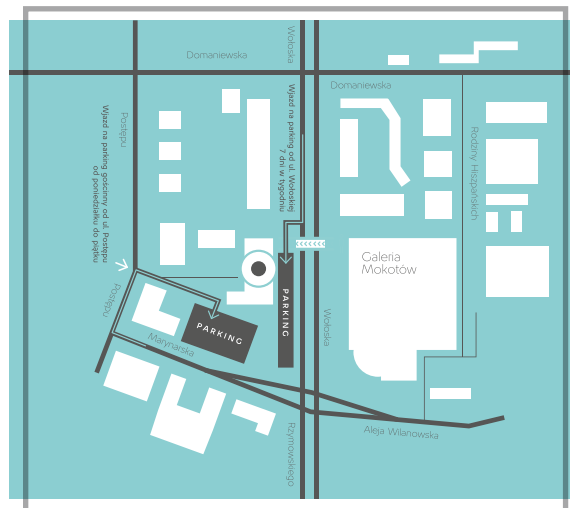 Wołoska
Domaniewska
Domaniewska
Postępu
Wjazd na parking gościnny od ul. Postępu
od poniedziałku do piątku
Wjazd na parking od ul. Wołoskiej
7 dni w tygodniu
Rodziny Hiszpańskich
Galeria
Mokotów
Postępu
PARKING
PARKING
Wołoska
Marynarska
Rzymowskiego
Aleja Wilanowska